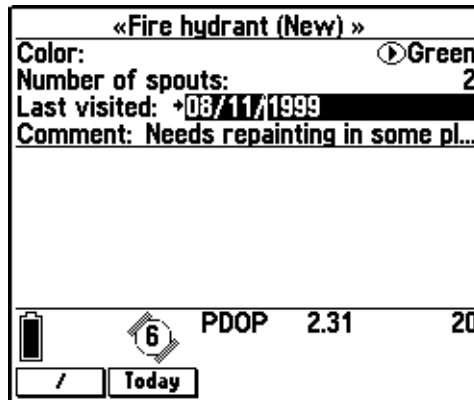 «Fire hydrant (New) »
Color: Green
Number of spouts: 2
Last visited: 08/11/1999
Comment: Needs repainting in some pl...
6 PDOP 2.31 20
/ Today